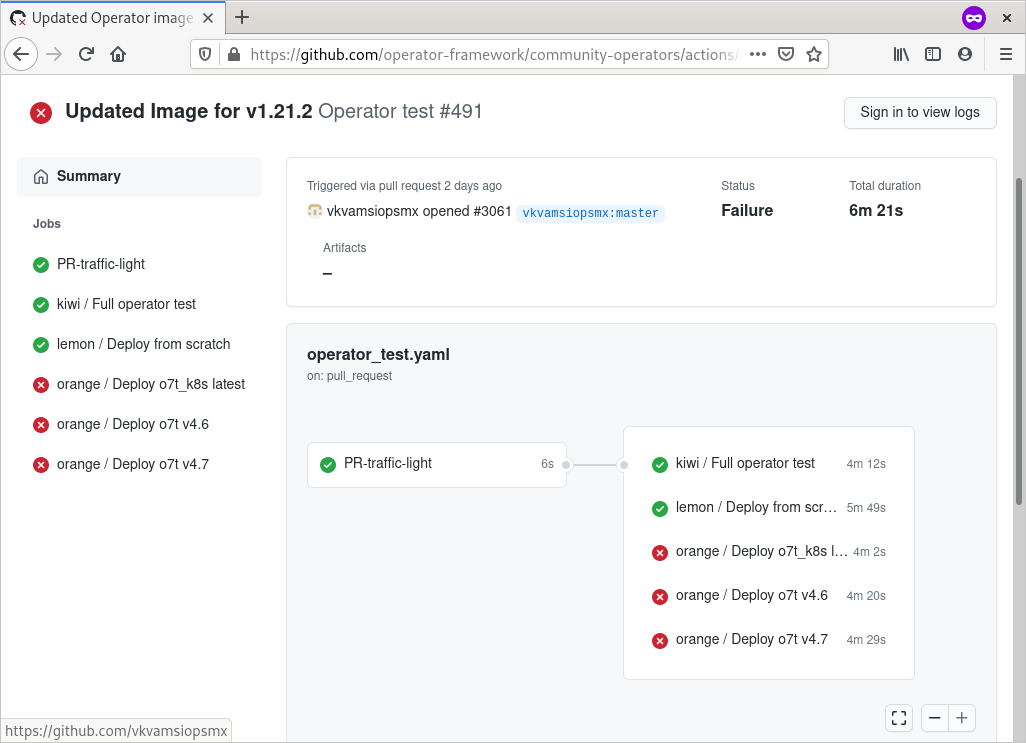 Updated Operator image
https://github.com/operator-framework/community-operators/actions/
Updated Image for v1.21.2 Operator test #491
Sign in to view logs
Summary
Jobs
PR-traffic-light
kiwi / Full operator test
lemon / Deploy from scratch
orange / Deploy o7t_k8s latest
orange / Deploy o7t v4.6
orange / Deploy o7t v4.7
Triggered via pull request 2 days ago
vkvamsiopsmx opened #3061 vkvamsiopsmx:master
Status
Failure
Total duration
6m 21s
Artifacts
–
operator_test.yaml
on: pull_request
PR-traffic-light 6s
kiwi / Full operator test 4m 12s
lemon / Deploy from scr… 5m 49s
orange / Deploy o7t_k8s l… 4m 2s
orange / Deploy o7t v4.6 4m 20s
orange / Deploy o7t v4.7 4m 29s
https://github.com/vkvamsiopsmx